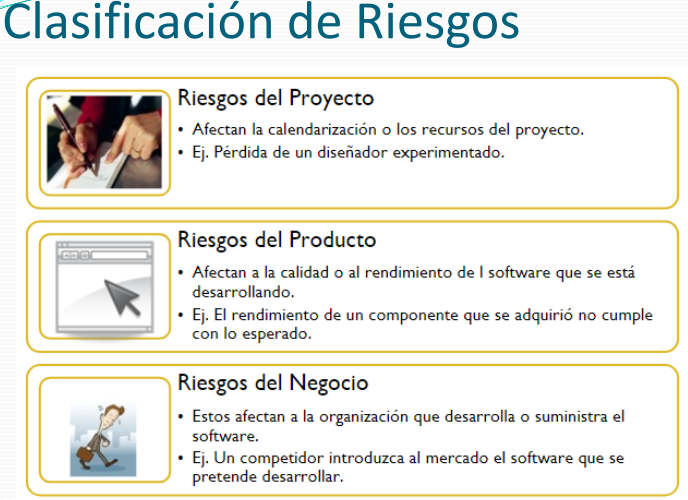 Clasificación de Riesgos
Riesgos del Proyecto
• Afectan la calendarización o los recursos del proyecto.
• Ej. Pérdida de un diseñador experimentado.
Riesgos del Producto
• Afectan a la calidad o al rendimiento de l software que se está
desarrollando.
• Ej. El rendimiento de un componente que se adquirió no cumple
con lo esperado.
Riesgos del Negocio
• Estos afectan a la organización que desarrolla o suministra el
software.
• Ej. Un competidor introduzca al mercado el software que se
pretende desarrollar.